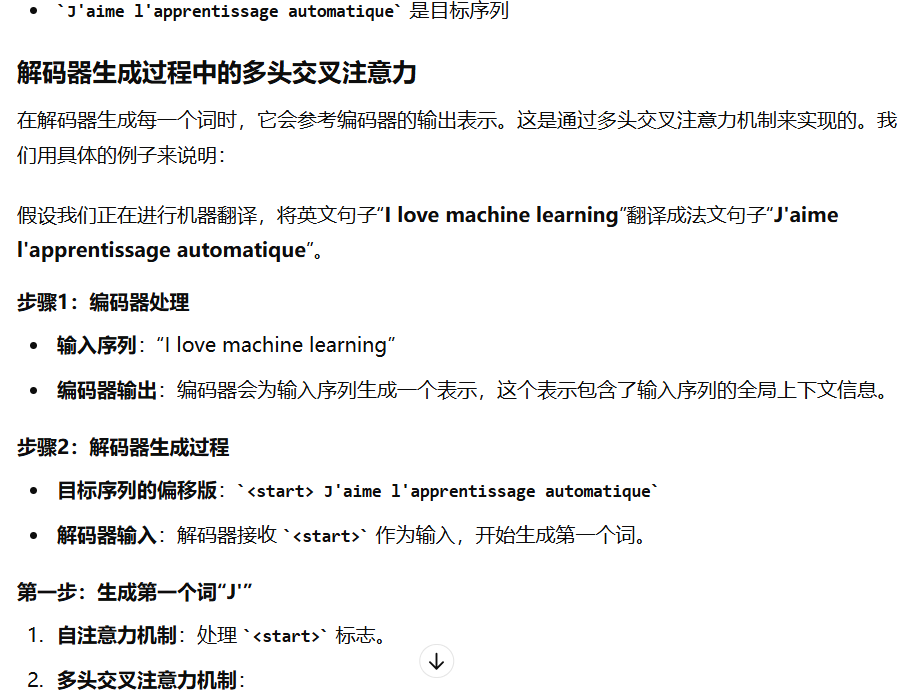 • `J'aime l'apprentissage automatique` 是目标序列
解码器生成过程中的多头交叉注意力
在解码器生成每一个词时，它会参考编码器的输出表示。这是通过多头交叉注意力机制来实现的。我
们用具体的例子来说明：
假设我们正在进行机器翻译，将英文句子“I love machine learning”翻译成法文句子“J'aime
l'apprentissage automatique”。
步骤1：编码器处理
• 输入序列：“I love machine learning”
• 编码器输出：编码器会为输入序列生成一个表示，这个表示包含了输入序列的全局上下文信息。
步骤2：解码器生成过程
• 目标序列的偏移版：`<start> J'aime l'apprentissage automatique`
• 解码器输入：解码器接收 `<start>` 作为输入，开始生成第一个词。
第一步：生成第一个词“J'”
1. 自注意力机制：处理 `<start>` 标志。
2. 多头交叉注意力机制：